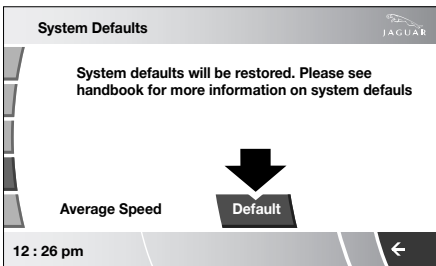 System Defaults
JAGUAR
System defaults will be restored. Please see
handbook for more information on system defauls
Average Speed
Default
12 : 26 pm